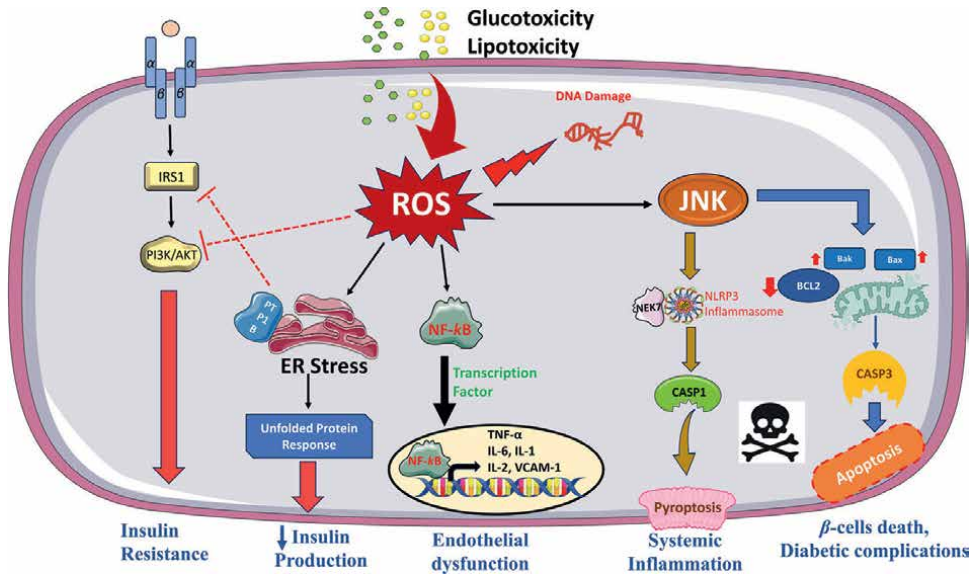 Glucotoxicity
Lipotoxicity
α
α
β
β
DNA Damage
IRS1
ROS
JNK
PI3K/AKT
Bak
Bax
BCL2
PT
P1
B
NF-kB
NEK7
NLRP3
Inflammasome
ER Stress
Transcription
Factor
CASP1
CASP3
Unfolded Protein
Response
TNF-α
IL-6, IL-1
IL-2, VCAM-1
NF-kB
Apoptosis
Pyroptosis
Insulin
Resistance
Insulin
Production
Endothelial
dysfunction
Systemic
Inflammation
β-cells death,
Diabetic complications